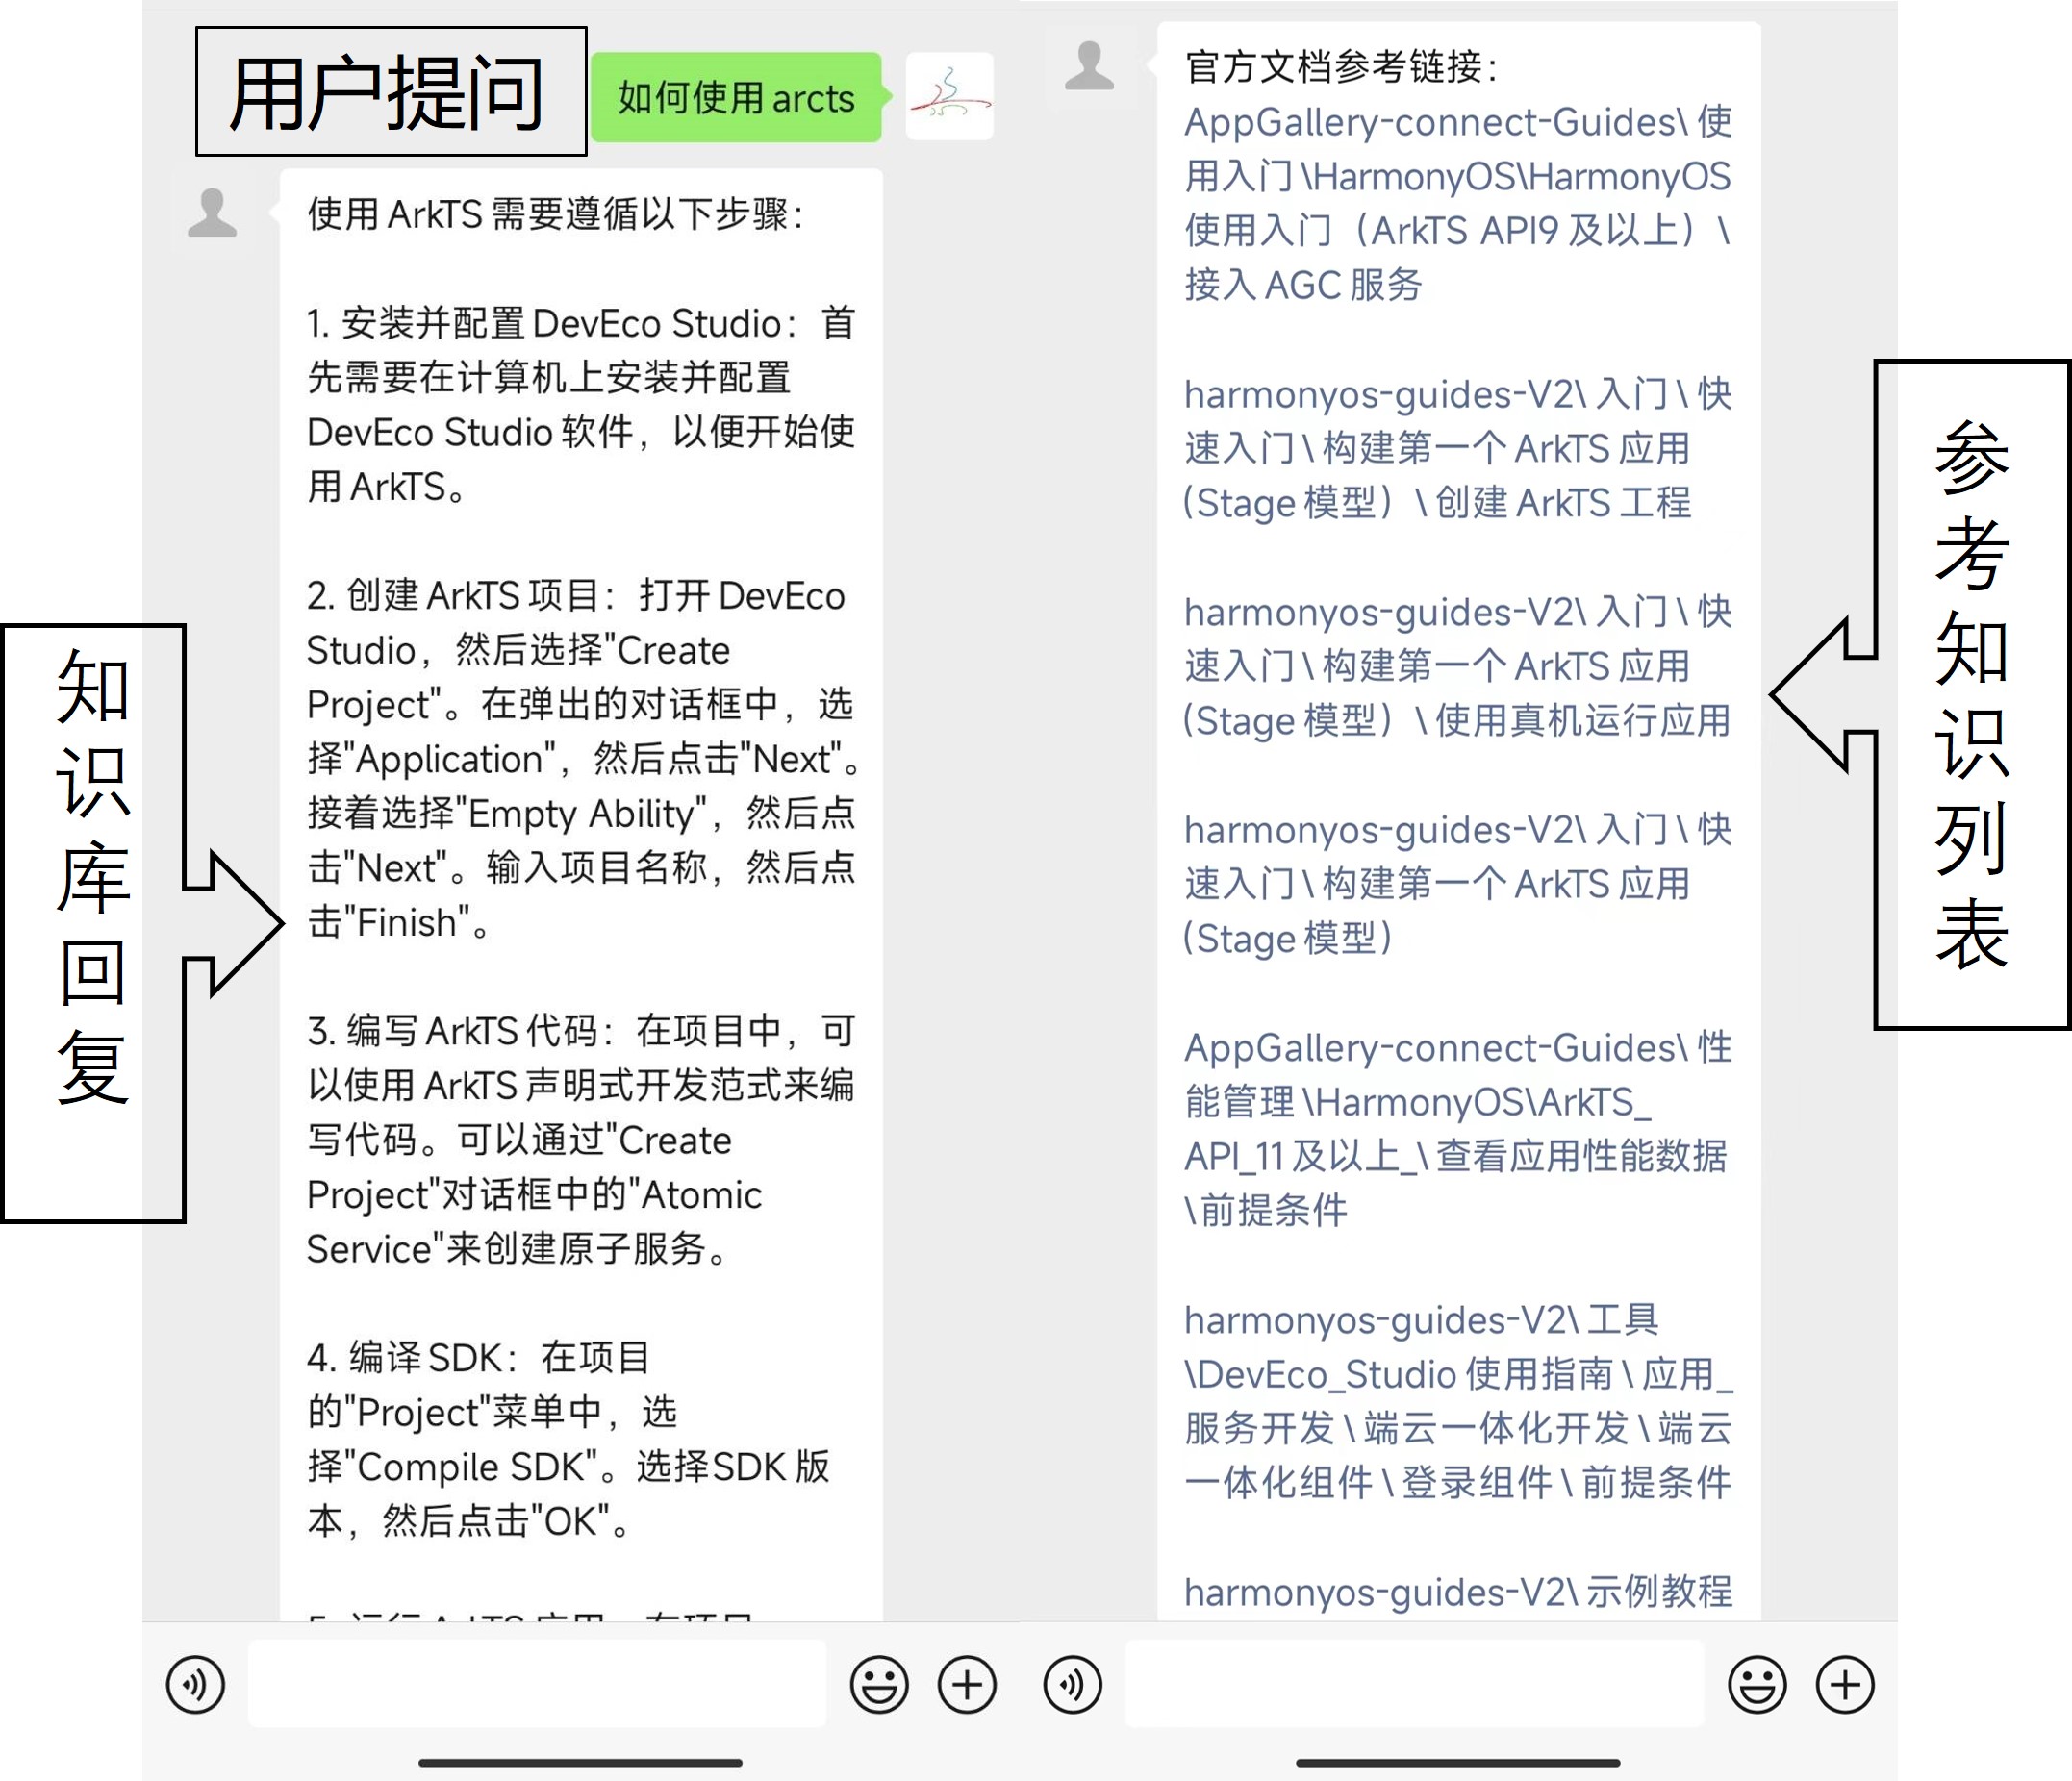 用户提问
如何使用 arcts
使用 ArkTS 需要遵循以下步骤：
1. 安装并配置 DevEco Studio：首
先需要在计算机上安装并配置
DevEco Studio 软件，以便开始使
用 ArkTS。
2. 创建 ArkTS 项目：打开 DevEco
Studio，然后选择"Create
Project"。在弹出的对话框中，选
择"Application"，然后点击"Next"。
接着选择"Empty Ability"，然后点
击"Next"。输入项目名称，然后点
击"Finish"。
3. 编写 ArkTS 代码：在项目中，可
以使用 ArkTS 声明式开发范式来编
写代码。可以通过"Create
Project"对话框中的"Atomic
Service"来创建原子服务。
4. 编译 SDK：在项目
的"Project"菜单中，选
择"Compile SDK"。选择SDK 版
本，然后点击"OK"。
5. 运行 ArkTS 应用：在项目
知识库回复
官方文档参考链接：
AppGallery-connect-Guides\ 使
用入门 \HarmonyOS\HarmonyOS
使用入门（ArkTS API9 及以上）\
接入 AGC 服务
harmonyos-guides-V2\ 入门 \ 快
速入门 \ 构建第一个 ArkTS 应用
(Stage 模型）\ 创建 ArkTS 工程
harmonyos-guides-V2\ 入门 \ 快
速入门 \ 构建第一个 ArkTS 应用
(Stage 模型）\ 使用真机运行应用
harmonyos-guides-V2\ 入门 \ 快
速入门 \ 构建第一个 ArkTS 应用
(Stage 模型）
AppGallery-connect-Guides\ 性
能管理 \HarmonyOS\ArkTS_
API_11 及以上_\ 查看应用性能数据
\ 前提条件
harmonyos-guides-V2\ 工具
\DevEco_Studio 使用指南 \ 应用_
服务开发 \ 端云一体化开发 \ 端云
一体化组件 \ 登录组件 \ 前提条件
harmonyos-guides-V2\ 示例教程
参考知识列表